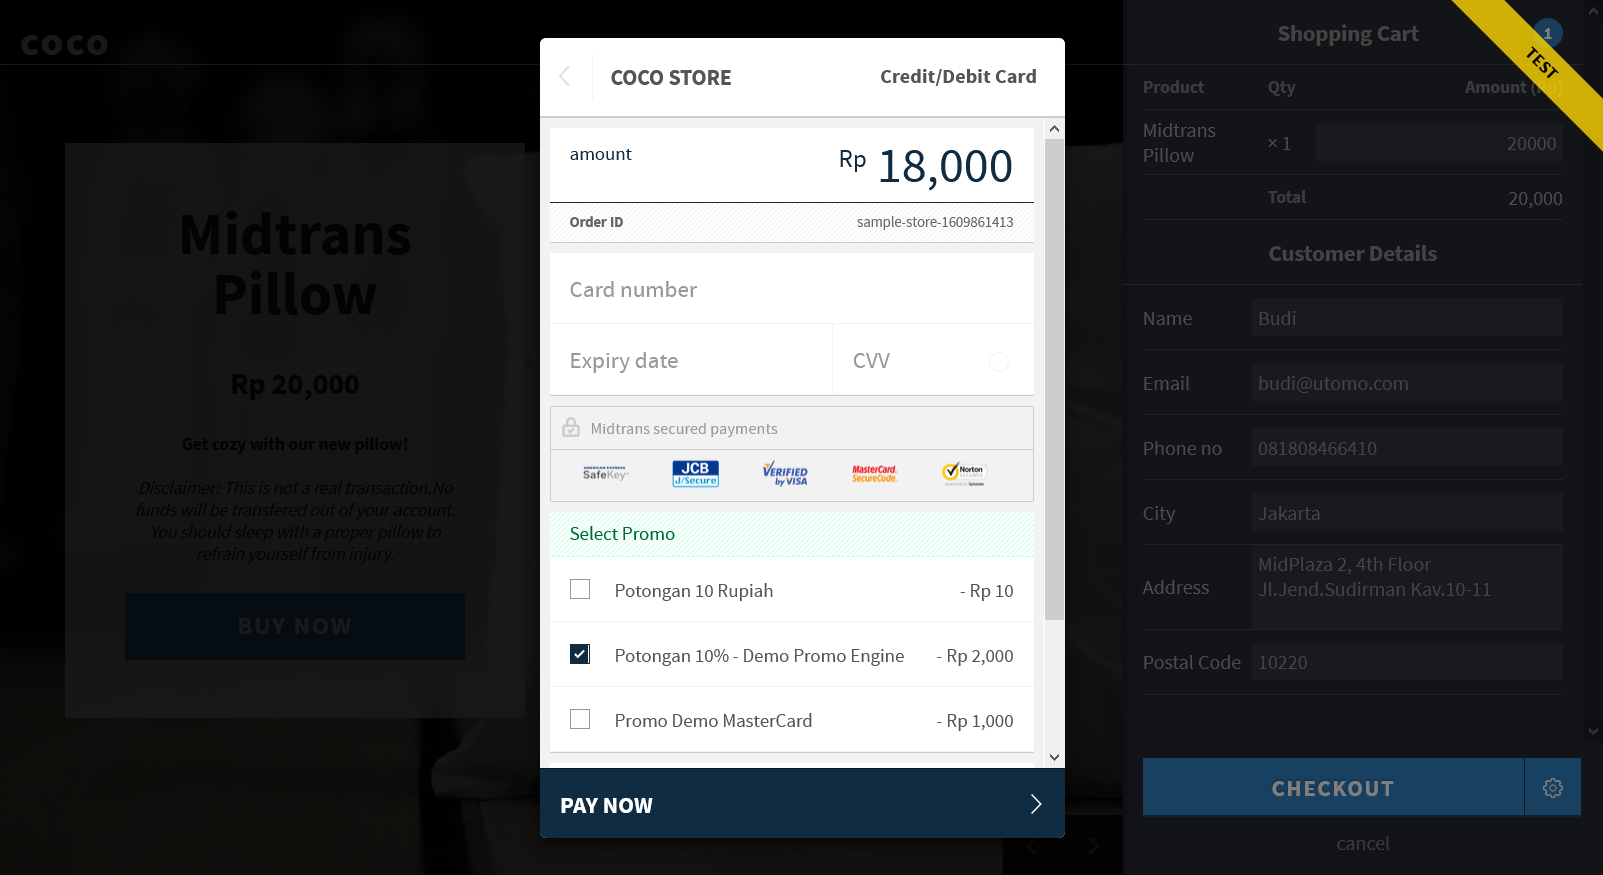 coco
Midtrans
Pillow
Rp 20,000
Get cozy with our new pillow!
Disclaimer: This is not a real transaction.No
funds will be transfered out of your account.
You should sleep with a proper pillow to
refrain yourself from injury.
BUY NOW
COCO STORE
Credit/Debit Card
amount
Rp 18,000
Order ID
sample-store-1609861413
Card number
Expiry date
CVV
Midtrans secured payments
AMERICAN EXPRESS
SafeKey
JCB
J/Secure
VERIFIED
by VISA
MasterCard.
SecureCode.
Norton
SECURED
powered by Symantec
Select Promo
Potongan 10 Rupiah - Rp 10
Potongan 10% - Demo Promo Engine - Rp 2,000
Promo Demo MasterCard - Rp 1,000
PAY NOW
Shopping Cart
1
TEST
Product Qty Amount (Rp)
Midtrans
Pillow
× 1
20000
Total 20,000
Customer Details
Name Budi
Email budi@utomo.com
Phone no 081808466410
City Jakarta
Address
MidPlaza 2, 4th Floor
Jl.Jend.Sudirman Kav.10-11
Postal Code 10220
CHECKOUT
cancel